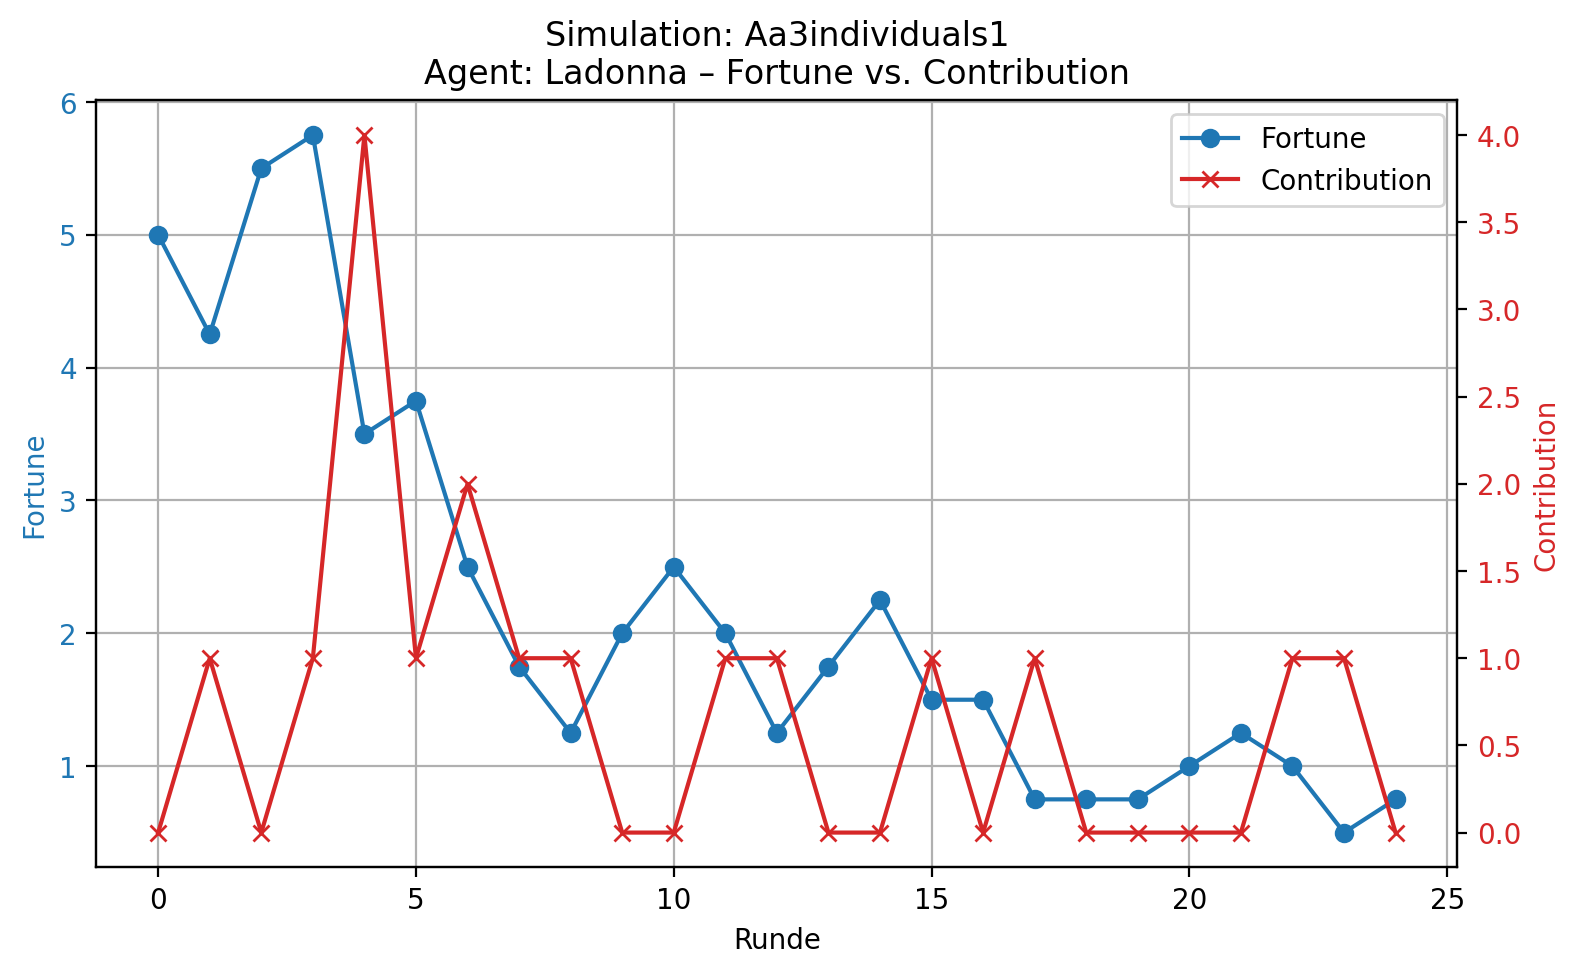 Simulation: Aa3individuals1
Agent: Ladonna – Fortune vs. Contribution
Fortune
Contribution
6
5
4
3
2
1
Fortune
4.0
3.5
3.0
2.5
2.0
1.5
1.0
0.5
0.0
Contribution
0 5 10 15 20 25
Runde